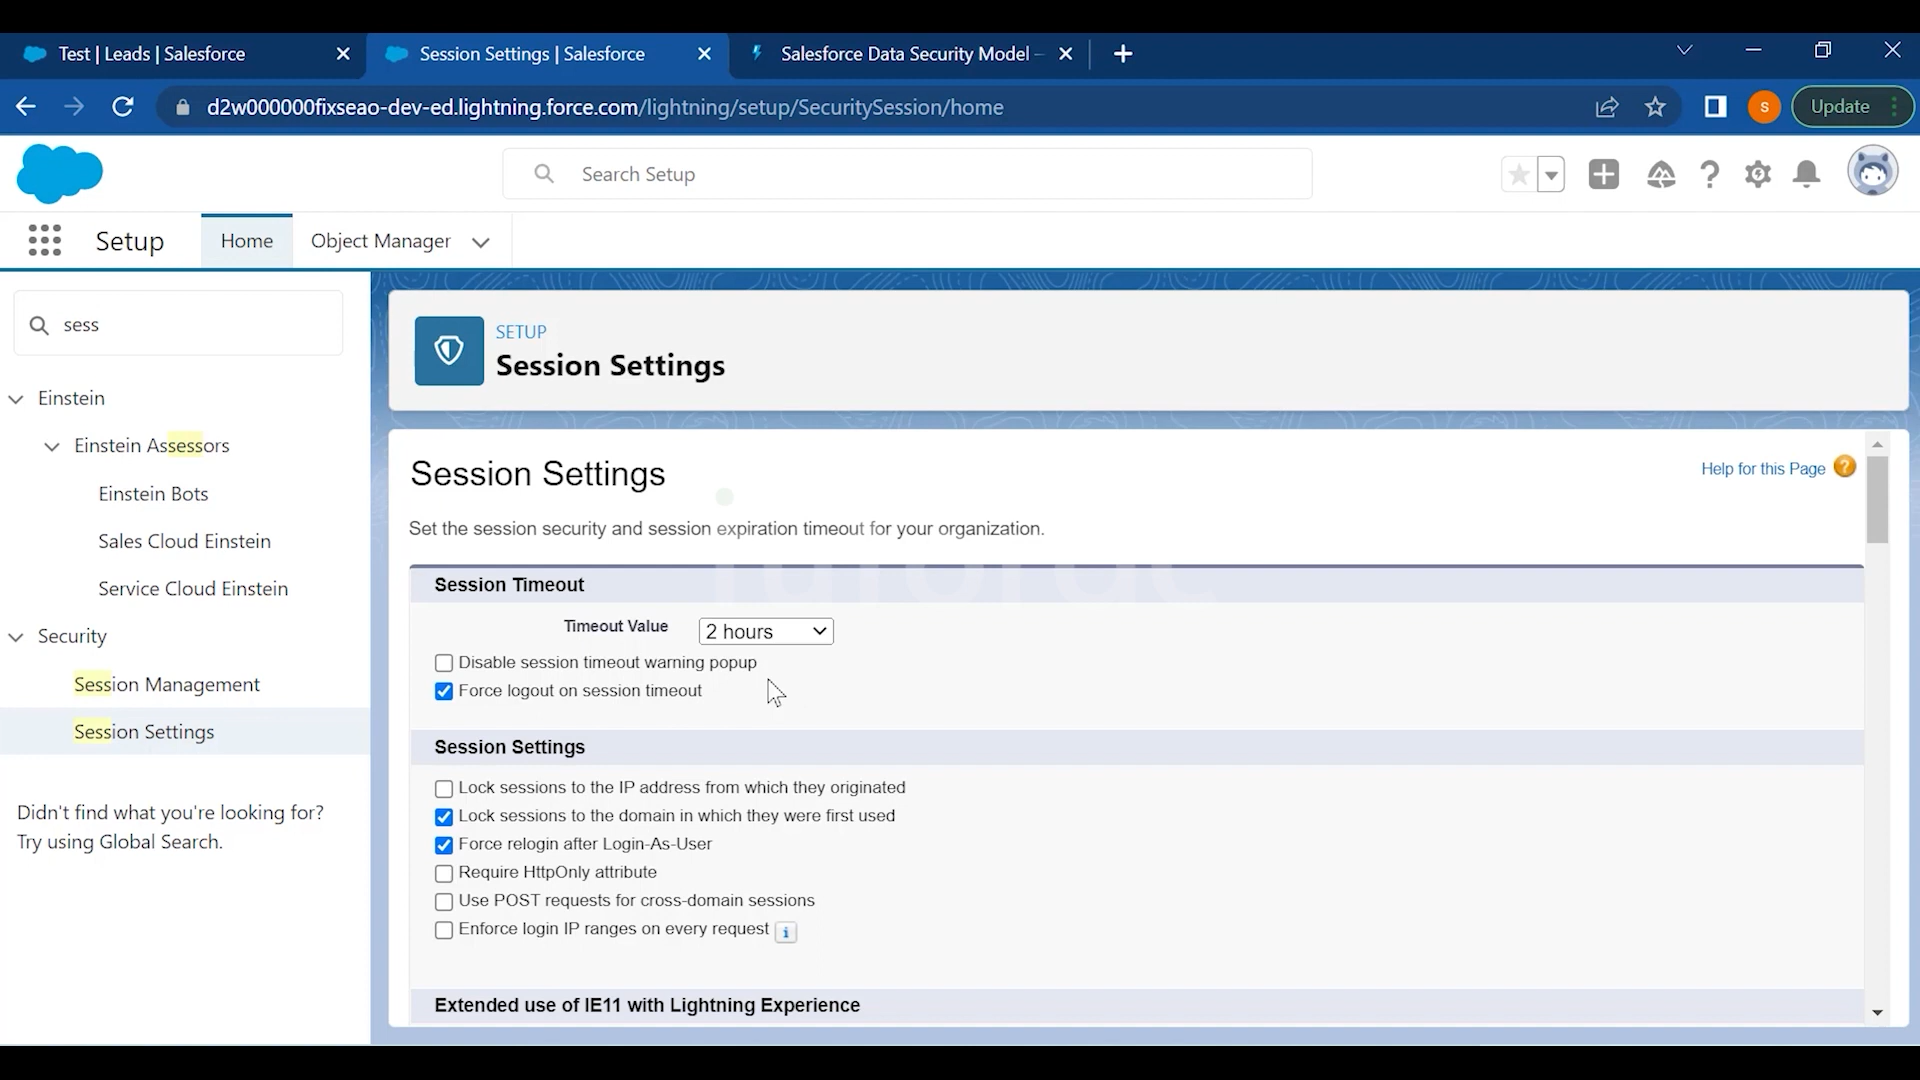 Test | Leads | Salesforce
Session Settings | Salesforce
Salesforce Data Security Model –
d2w000000fixseao-dev-ed.lightning.force.com/lightning/setup/SecuritySession/home
S
Update
Search Setup
Setup
Home
Object Manager
sess
Einstein
Einstein Assessors
Einstein Bots
Sales Cloud Einstein
Service Cloud Einstein
Security
Session Management
Session Settings
Didn't find what you're looking for?
Try using Global Search.
SETUP
Session Settings
Session Settings
Help for this Page
Set the session security and session expiration timeout for your organization.
Session Timeout
Timeout Value 2 hours
Disable session timeout warning popup
Force logout on session timeout
Session Settings
Lock sessions to the IP address from which they originated
Lock sessions to the domain in which they were first used
Force relogin after Login-As-User
Require HttpOnly attribute
Use POST requests for cross-domain sessions
Enforce login IP ranges on every request
Extended use of IE11 with Lightning Experience